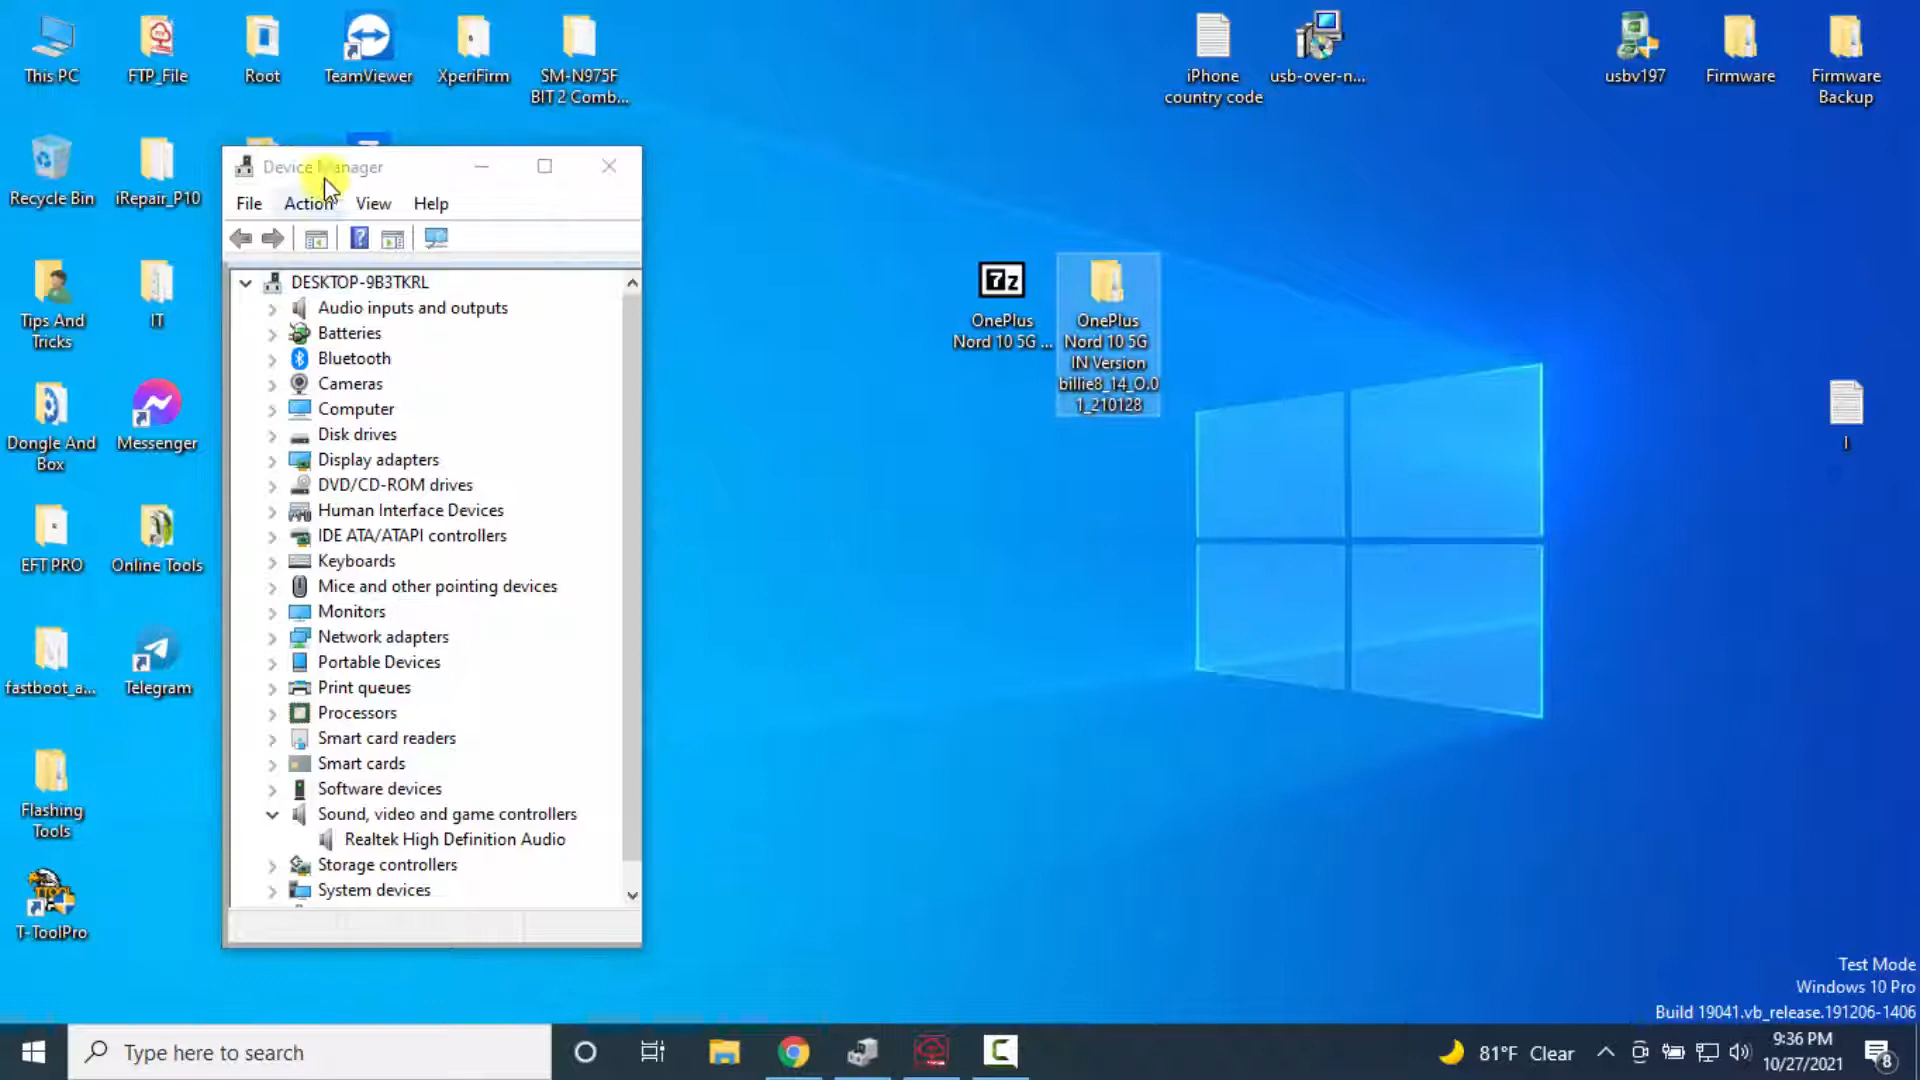 This PC
FTP_File
Root
TeamViewer
XperiFirm
SM-N975F
BIT 2 Comb...
iPhone
country code
usb-over-n...
usbv197
Firmware
Firmware
Backup
Recycle Bin
iRepair_P10
Tips And
Tricks
IT
Dongle And
Box
Messenger
EFT PRO
Online Tools
fastboot_a...
Telegram
Flashing
Tools
T-ToolPro
Device Manager
File
Action
View
Help
DESKTOP-9B3TKRL
Audio inputs and outputs
Batteries
Bluetooth
Cameras
Computer
Disk drives
Display adapters
DVD/CD-ROM drives
Human Interface Devices
IDE ATA/ATAPI controllers
Keyboards
Mice and other pointing devices
Monitors
Network adapters
Portable Devices
Print queues
Processors
Smart card readers
Smart cards
Software devices
Sound, video and game controllers
Realtek High Definition Audio
Storage controllers
System devices
7z
OnePlus
Nord 10 5G ...
OnePlus
Nord 10 5G
IN Version
billie8_14_O.0
1_210128
Test Mode
Windows 10 Pro
Build 19041.vb_release.191206-1406
Type here to search
81°F Clear
9:36 PM
10/27/2021
8